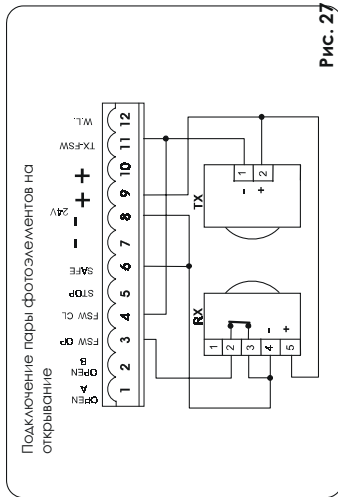 Подключение пары фотоэлементов на
открывание
OPEN A
OPEN B
FSW OP
FSW CL
STOP
SAFE
- - 24V + +
TX-FSW
W.L.
1 2 3 4 5 6 7 8 9 10 11 12
RX
1 2 3 4 5
- +
TX
1 2
- +
Рис. 27